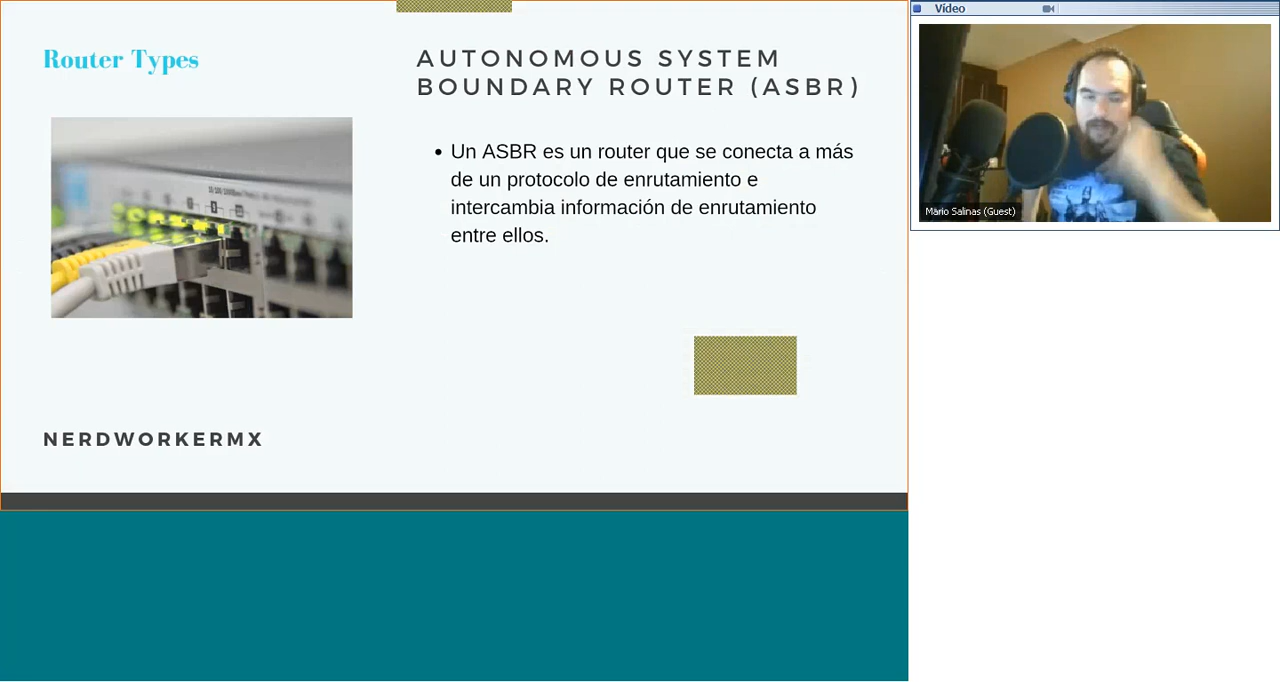 Router Types
AUTONOMOUS SYSTEM
BOUNDARY ROUTER (ASBR)
• Un ASBR es un router que se conecta a más
de un protocolo de enrutamiento e
intercambia información de enrutamiento
entre ellos.
NERDWORKERMX
Vídeo
Mario Salinas (Guest)